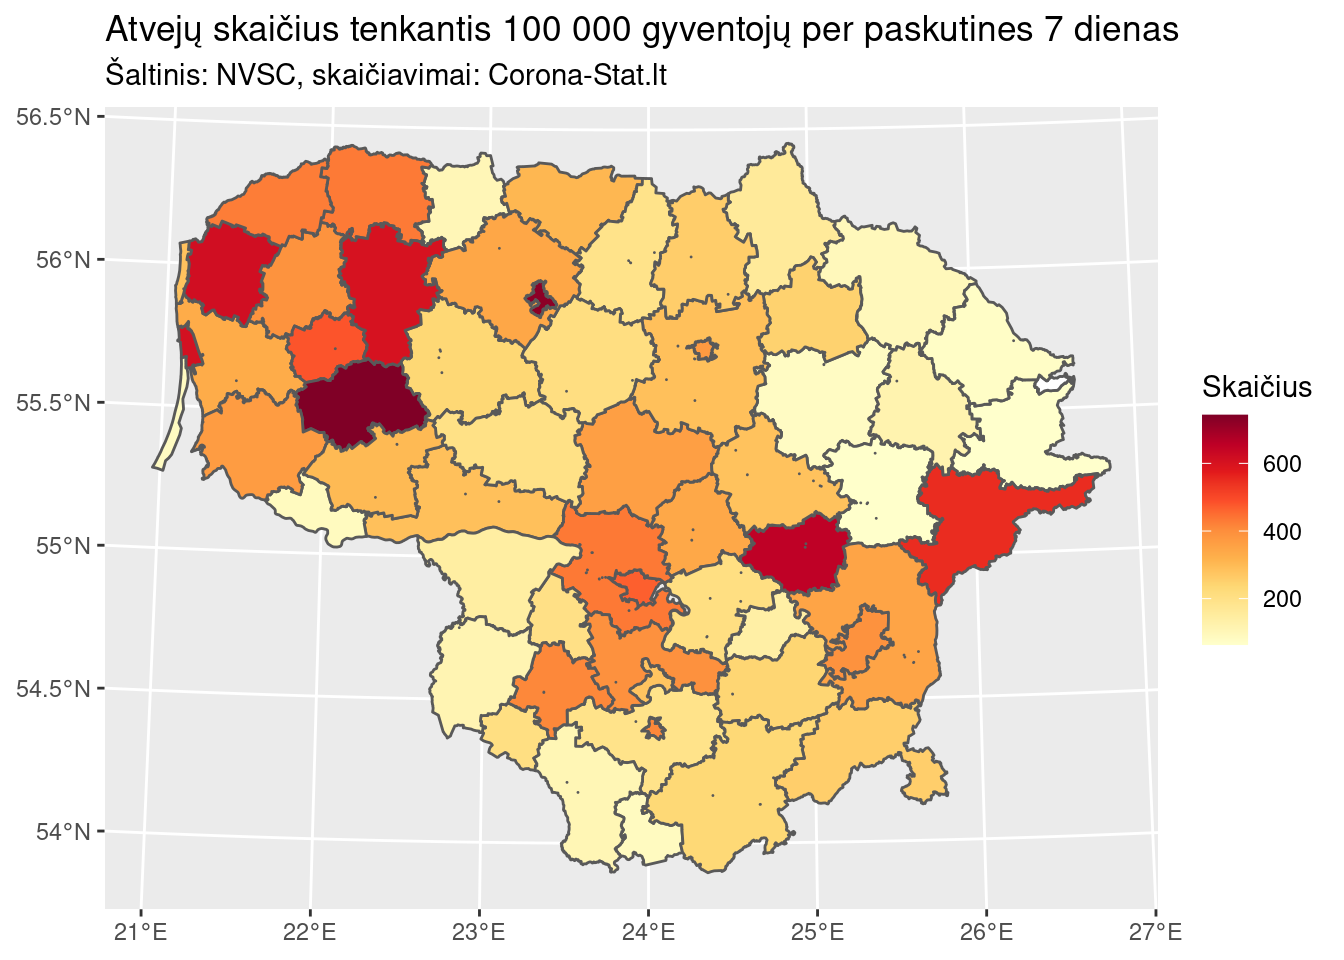 Atvejų skaičius tenkantis 100 000 gyventojų per paskutines 7 dienas
Šaltinis: NVSC, skaičiavimai: Corona-Stat.lt
56.5°N
56°N
55.5°N
55°N
54.5°N
54°N
21°E
22°E
23°E
24°E
25°E
26°E
27°E
Skaičius
600
400
200